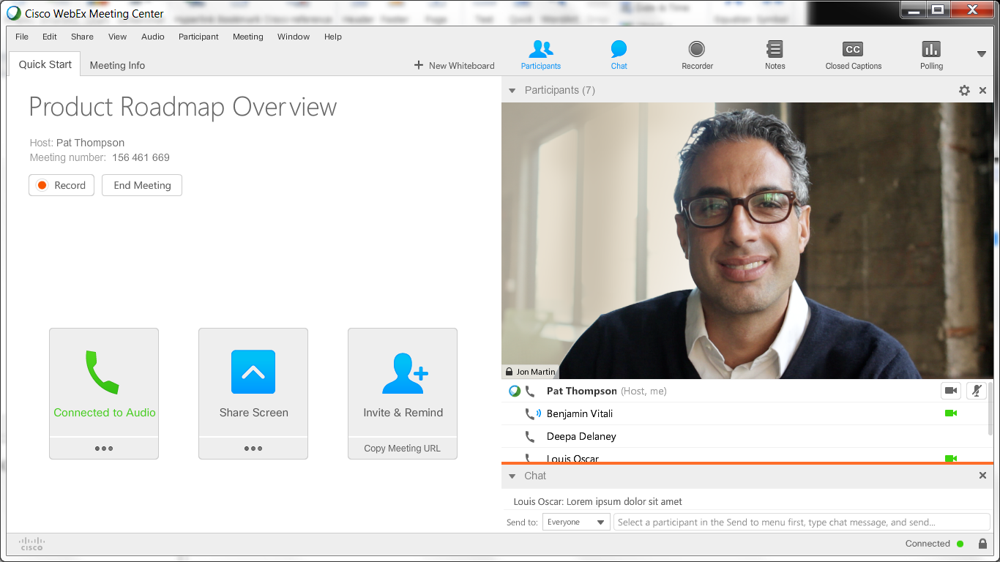 Cisco WebEx Meeting Center
File Edit Share View Audio Participant Meeting Window Help
Quick Start Meeting Info + New Whiteboard
Participants Chat Recorder Notes CC Closed Captions Polling
Product Roadmap Overview
Host: Pat Thompson
Meeting number: 156 461 669
Record End Meeting
Connected to Audio
Share Screen
Invite & Remind
Copy Meeting URL
Participants (7)
Jon Martin
Pat Thompson (Host, me)
Benjamin Vitali
Deepa Delaney
Louis Oscar
Chat
Louis Oscar: Lorem ipsum dolor sit amet
Send to: Everyone Select a participant in the Send to menu first, type chat message, and send...
CISCO
Connected